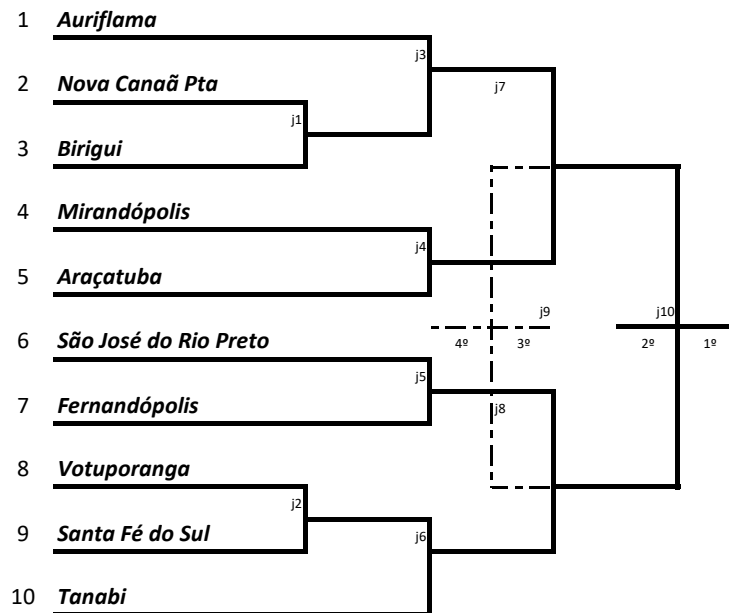 1 Auriflama
j3
2 Nova Canaã Pta
j7
j1
3 Birigui
4 Mirandópolis
j4
5 Araçatuba
j9
j10
6 São José do Rio Preto
4º 3º
2º 1º
j5
7 Fernandópolis
j8
8 Votuporanga
j2
9 Santa Fé do Sul
j6
10 Tanabi